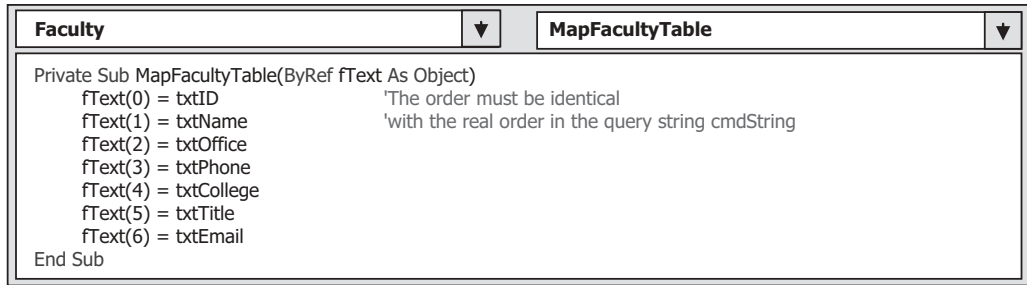 Faculty MapFacultyTable
Private Sub MapFacultyTable(ByRef fText As Object)
fText(0) = txtID 'The order must be identical
fText(1) = txtName 'with the real order in the query string cmdString
fText(2) = txtOffice
fText(3) = txtPhone
fText(4) = txtCollege
fText(5) = txtTitle
fText(6) = txtEmail
End Sub